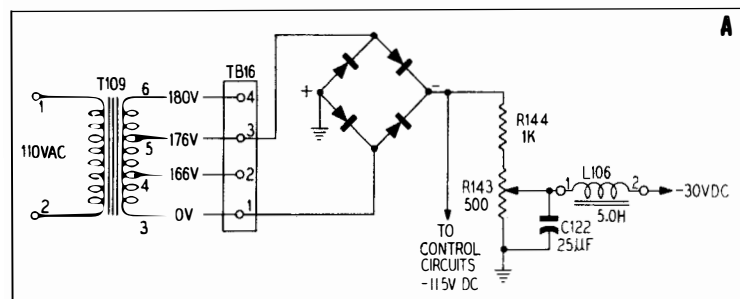 A
T109
TB16
1
6
180V
4
110VAC
176V
3
5
166V
2
4
2
0V
1
3
+
-
R144
1K
R143
500
1
L106
2
5.0H
-30VDC
C122
25µF
TO
CONTROL
CIRCUITS
-115V DC